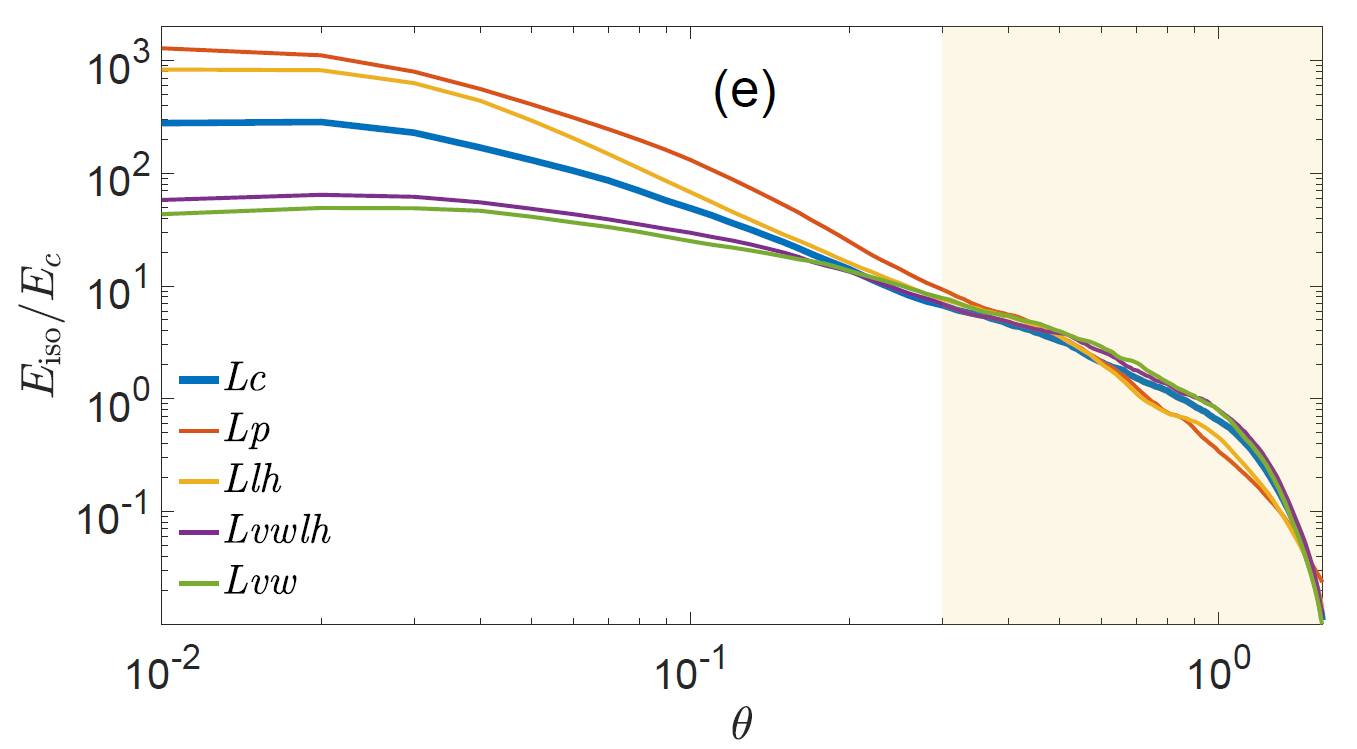 (e)
10^3
10^2
10^1
10^0
10^-1
E_iso/E_c
Lc
Lp
Llh
Lvwlh
Lvw
10^-2
10^-1
10^0
θ